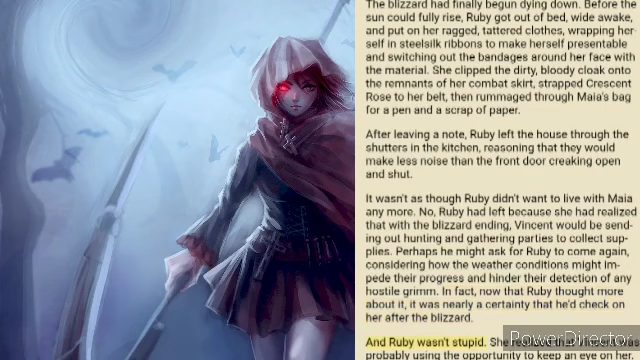 The blizzard had finally begun dying down. Before the
sun could fully rise, Ruby got out of bed, wide awake,
and put on her ragged, tattered clothes, wrapping her-
self in steelsilk ribbons to make herself presentable
and switching out the bandages around her face with
the material. She clipped the dirty, bloody cloak onto
the remnants of her combat skirt, strapped Crescent
Rose to her belt, then rummaged through Maia's bag
for a pen and a scrap of paper.
After leaving a note, Ruby left the house through the
shutters in the kitchen, reasoning that they would
make less noise than the front door creaking open
and shut.
It wasn't as though Ruby didn't want to live with Maia
any more. No, Ruby had left because she had realized
that with the blizzard ending, Vincent would be send-
ing out hunting and gathering parties to collect sup-
plies. Perhaps he might ask for Ruby to come again,
considering how the weather conditions might im-
pede their progress and hinder their detection of any
hostile grimm. In fact, now that Ruby thought more
about it, it was nearly a certainty that he'd check on
her after the blizzard.
And Ruby wasn't stupid. She
probably using the opportunity to keep an eye on her.
PowerDirector